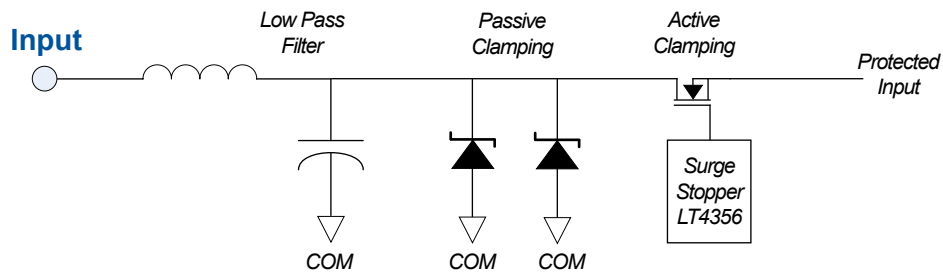 Input
Low Pass
Filter
Passive
Clamping
Active
Clamping
Protected
Input
Surge
Stopper
LT4356
COM
COM
COM